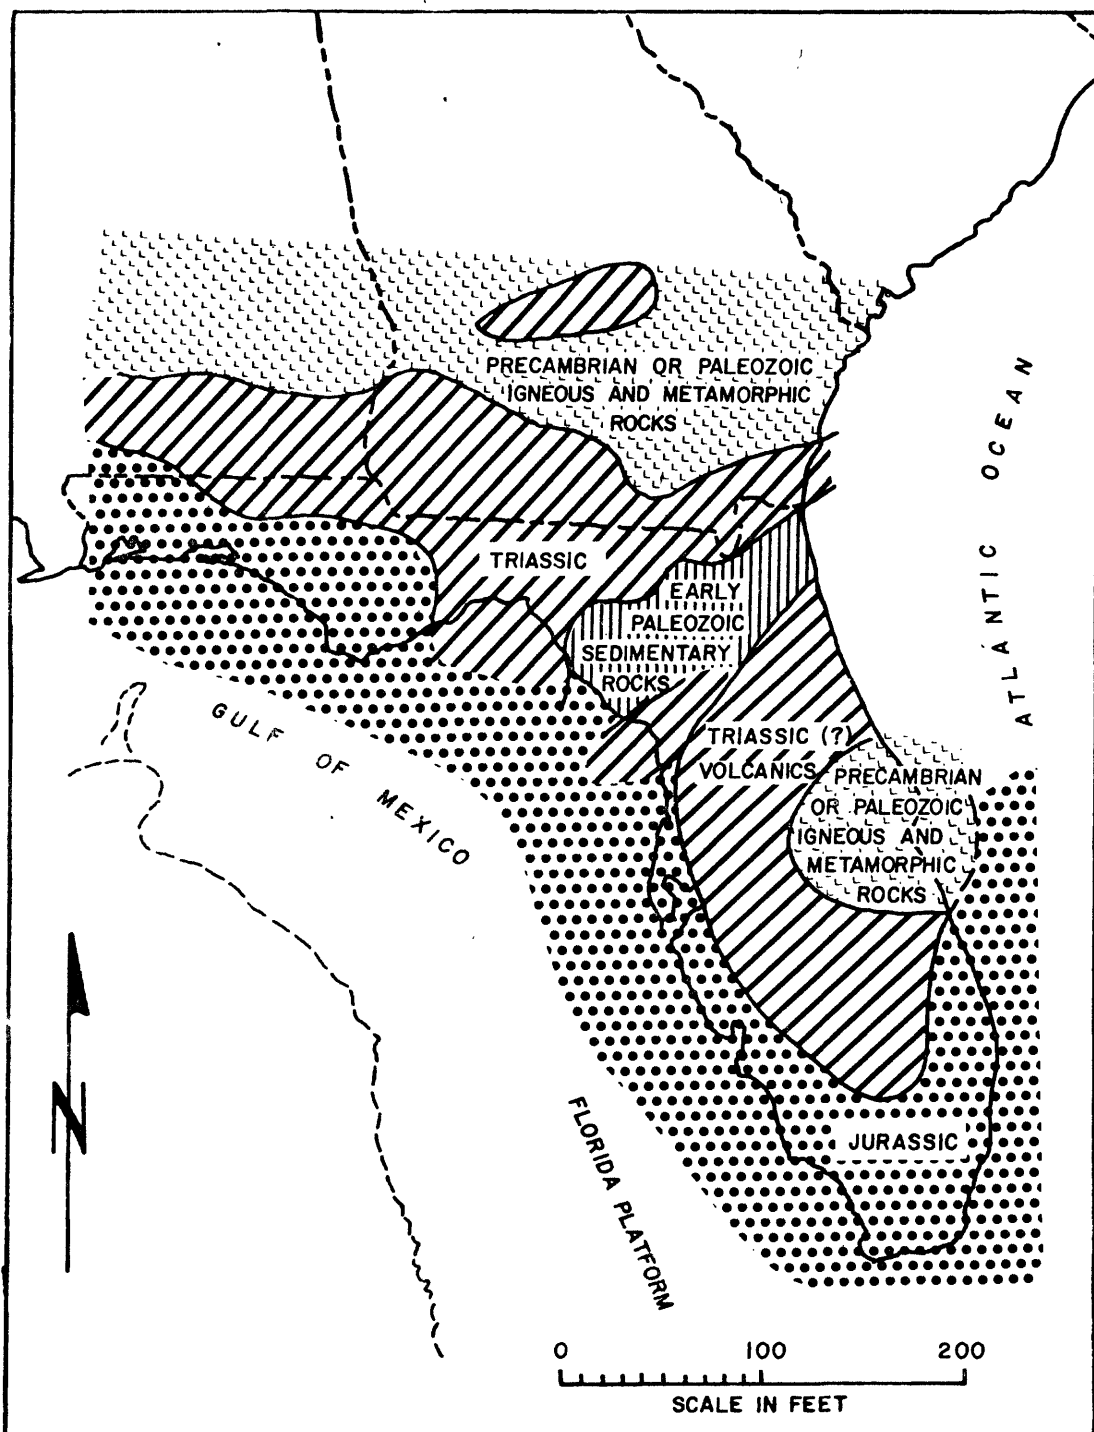 PRECAMBRIAN OR PALEOZOIC
IGNEOUS AND METAMORPHIC
ROCKS
ATLANTIC OCEAN
TRIASSIC
EARLY
PALEOZOIC
SEDIMENTARY
ROCKS
GULF OF MEXICO
TRIASSIC (?)
VOLCANICS
PRECAMBRIAN
OR PALEOZOIC
IGNEOUS AND
METAMORPHIC
ROCKS
N
FLORIDA PLATFORM
JURASSIC
0 100 200
SCALE IN FEET